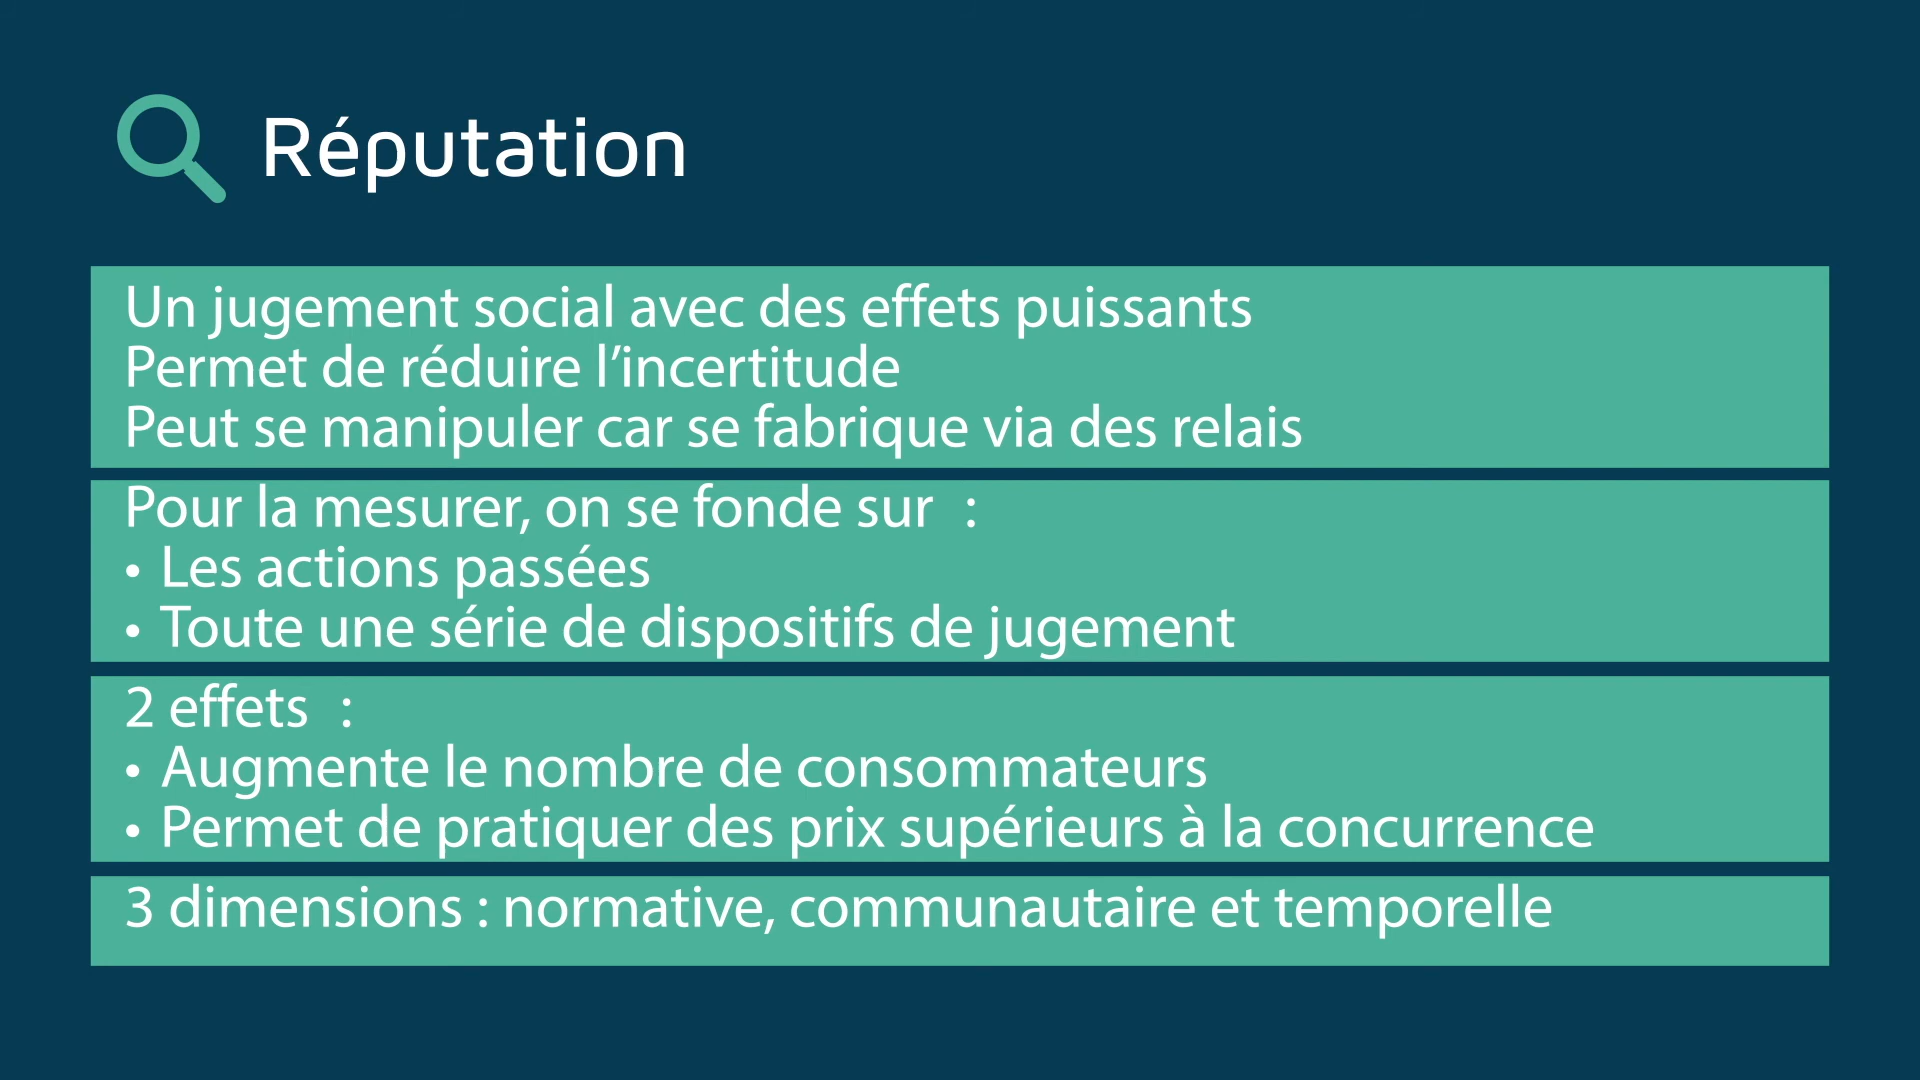 Réputation
Un jugement social avec des effets puissants
Permet de réduire l’incertitude
Peut se manipuler car se fabrique via des relais
Pour la mesurer, on se fonde sur :
• Les actions passées
• Toute une série de dispositifs de jugement
2 effets :
• Augmente le nombre de consommateurs
• Permet de pratiquer des prix supérieurs à la concurrence
3 dimensions : normative, communautaire et temporelle